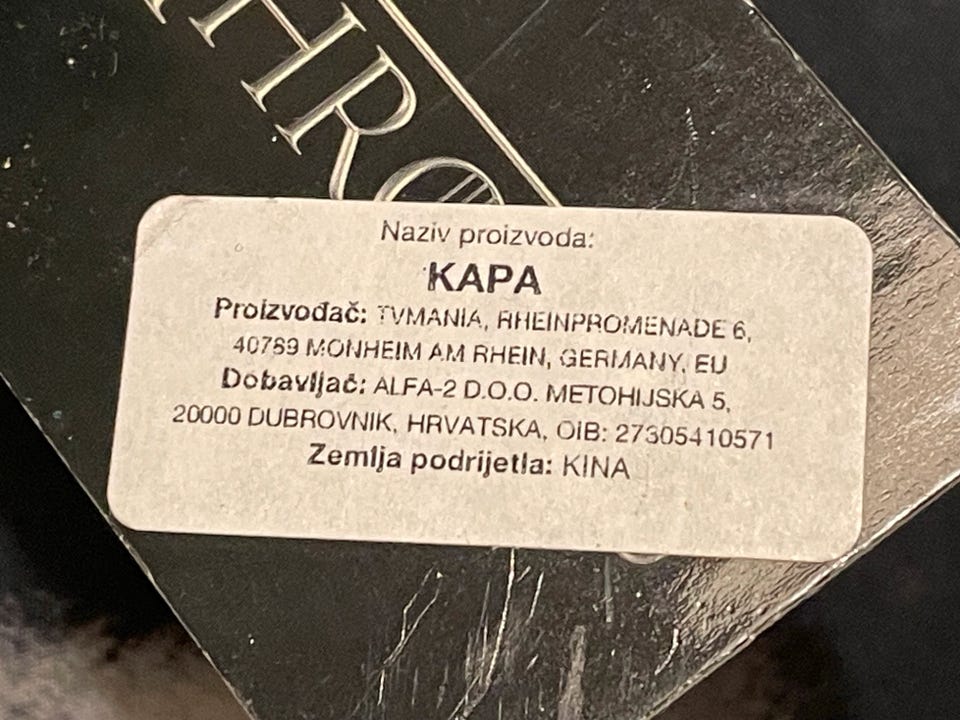 THRO
Naziv proizvoda:
KAPA
Proizvođač: TVMANIA, RHEINPROMENADE 6,
40789 MONHEIM AM RHEIN, GERMANY, EU
Dobavljač: ALFA-2 D.O.O. METOHIJSKA 5,
20000 DUBROVNIK, HRVATSKA, OIB: 27305410571
Zemlja podrijetla: KINA